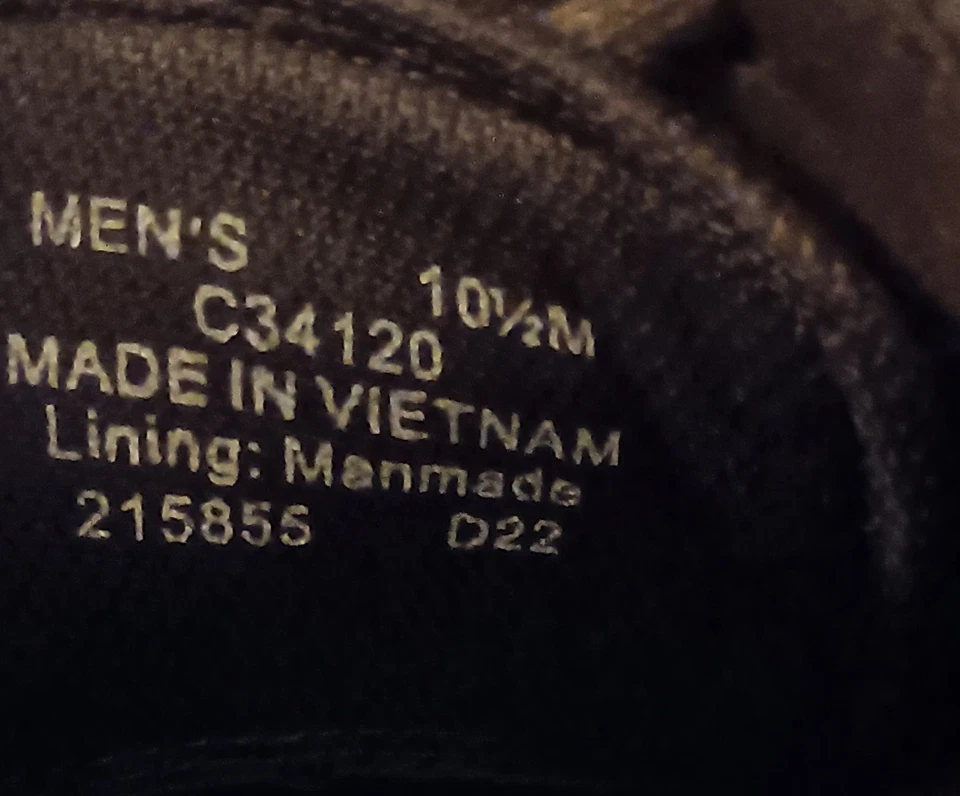 MEN'S 10½M
C34120
MADE IN VIETNAM
Lining: Manmade
215855 D22